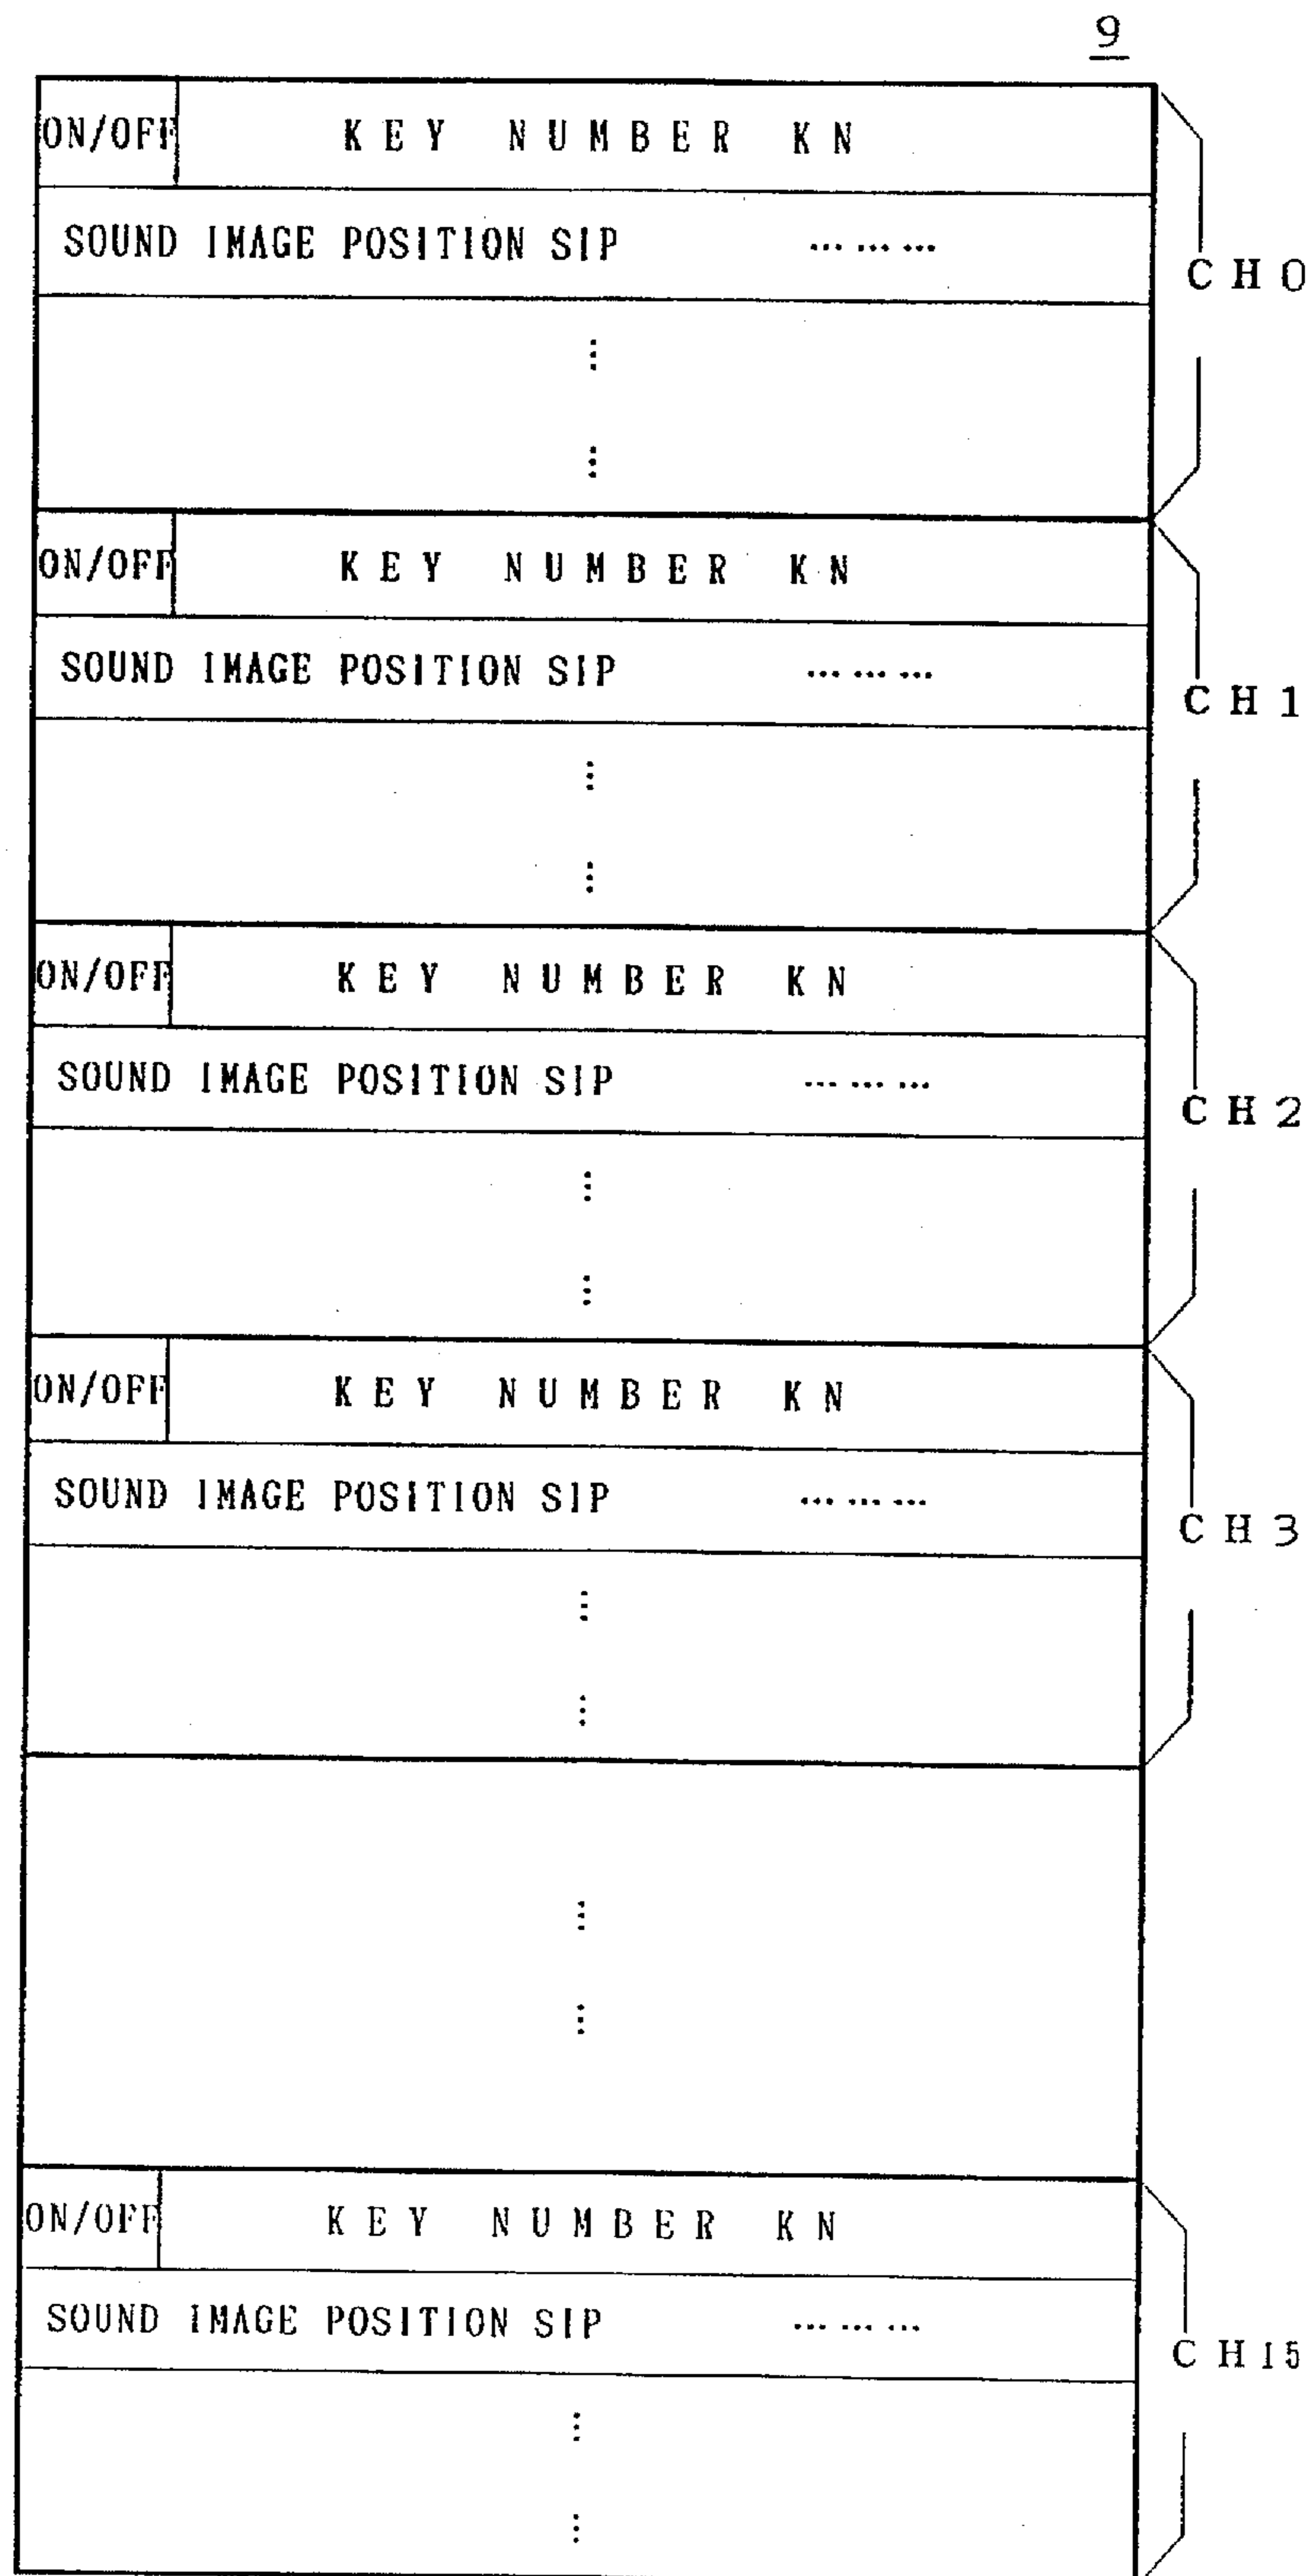 9
ON/OFF KEY NUMBER KN
SOUND IMAGE POSITION SIP ... ... ...
CH0
ON/OFF KEY NUMBER KN
SOUND IMAGE POSITION SIP ... ... ...
CH1
ON/OFF KEY NUMBER KN
SOUND IMAGE POSITION SIP ... ... ...
CH2
ON/OFF KEY NUMBER KN
SOUND IMAGE POSITION SIP ... ... ...
CH3
ON/OFF KEY NUMBER KN
SOUND IMAGE POSITION SIP ... ... ...
CH15